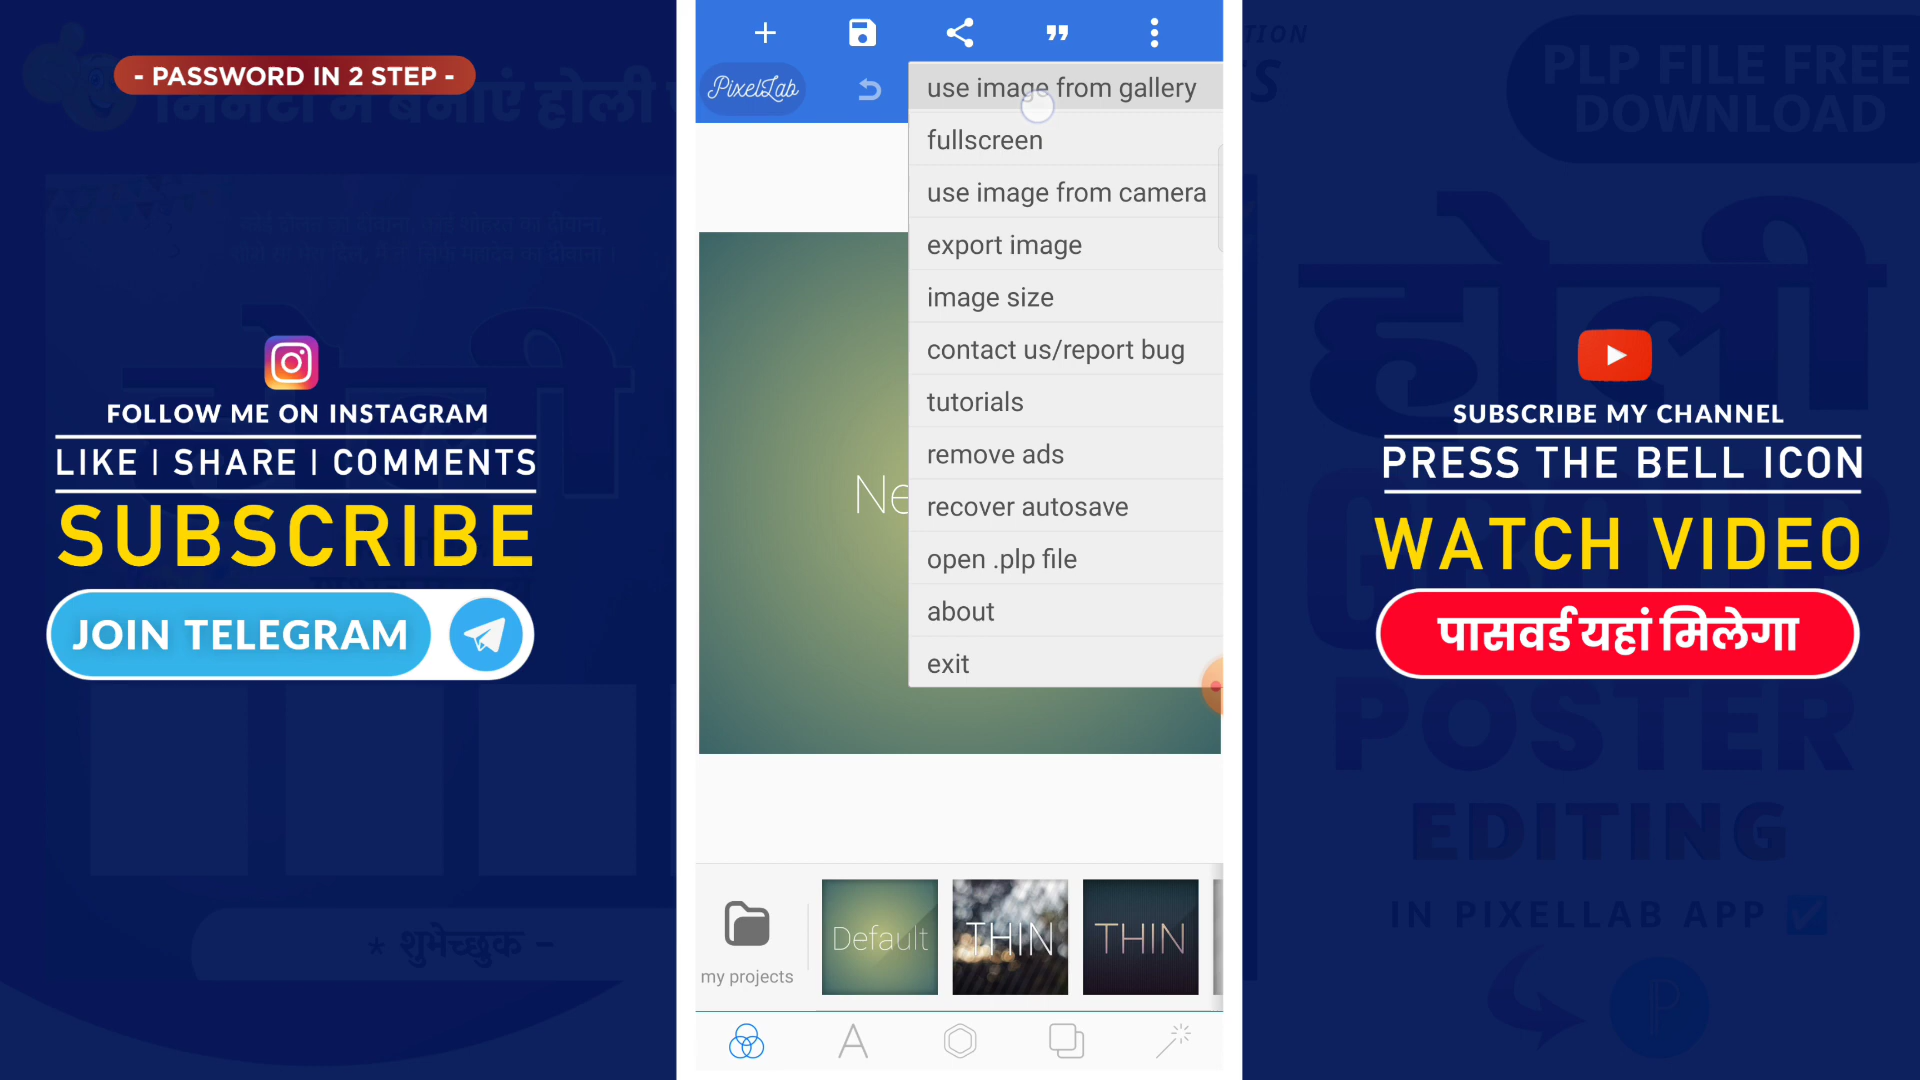 - PASSWORD IN 2 STEP -
मिनटों में बनाएं होली
FOLLOW ME ON INSTAGRAM
LIKE | SHARE | COMMENTS
SUBSCRIBE
JOIN TELEGRAM
* शुभेच्छुक -
PixelLab
use image from gallery
fullscreen
use image from camera
export image
image size
contact us/report bug
tutorials
remove ads
recover autosave
open .plp file
about
exit
Ne
my projects
Default
THIN
THIN
PLP FILE FREE
DOWNLOAD
होली
SUBSCRIBE MY CHANNEL
PRESS THE BELL ICON
WATCH VIDEO
पासवर्ड यहां मिलेगा
POSTER
EDITING
IN PIXELLAB APP